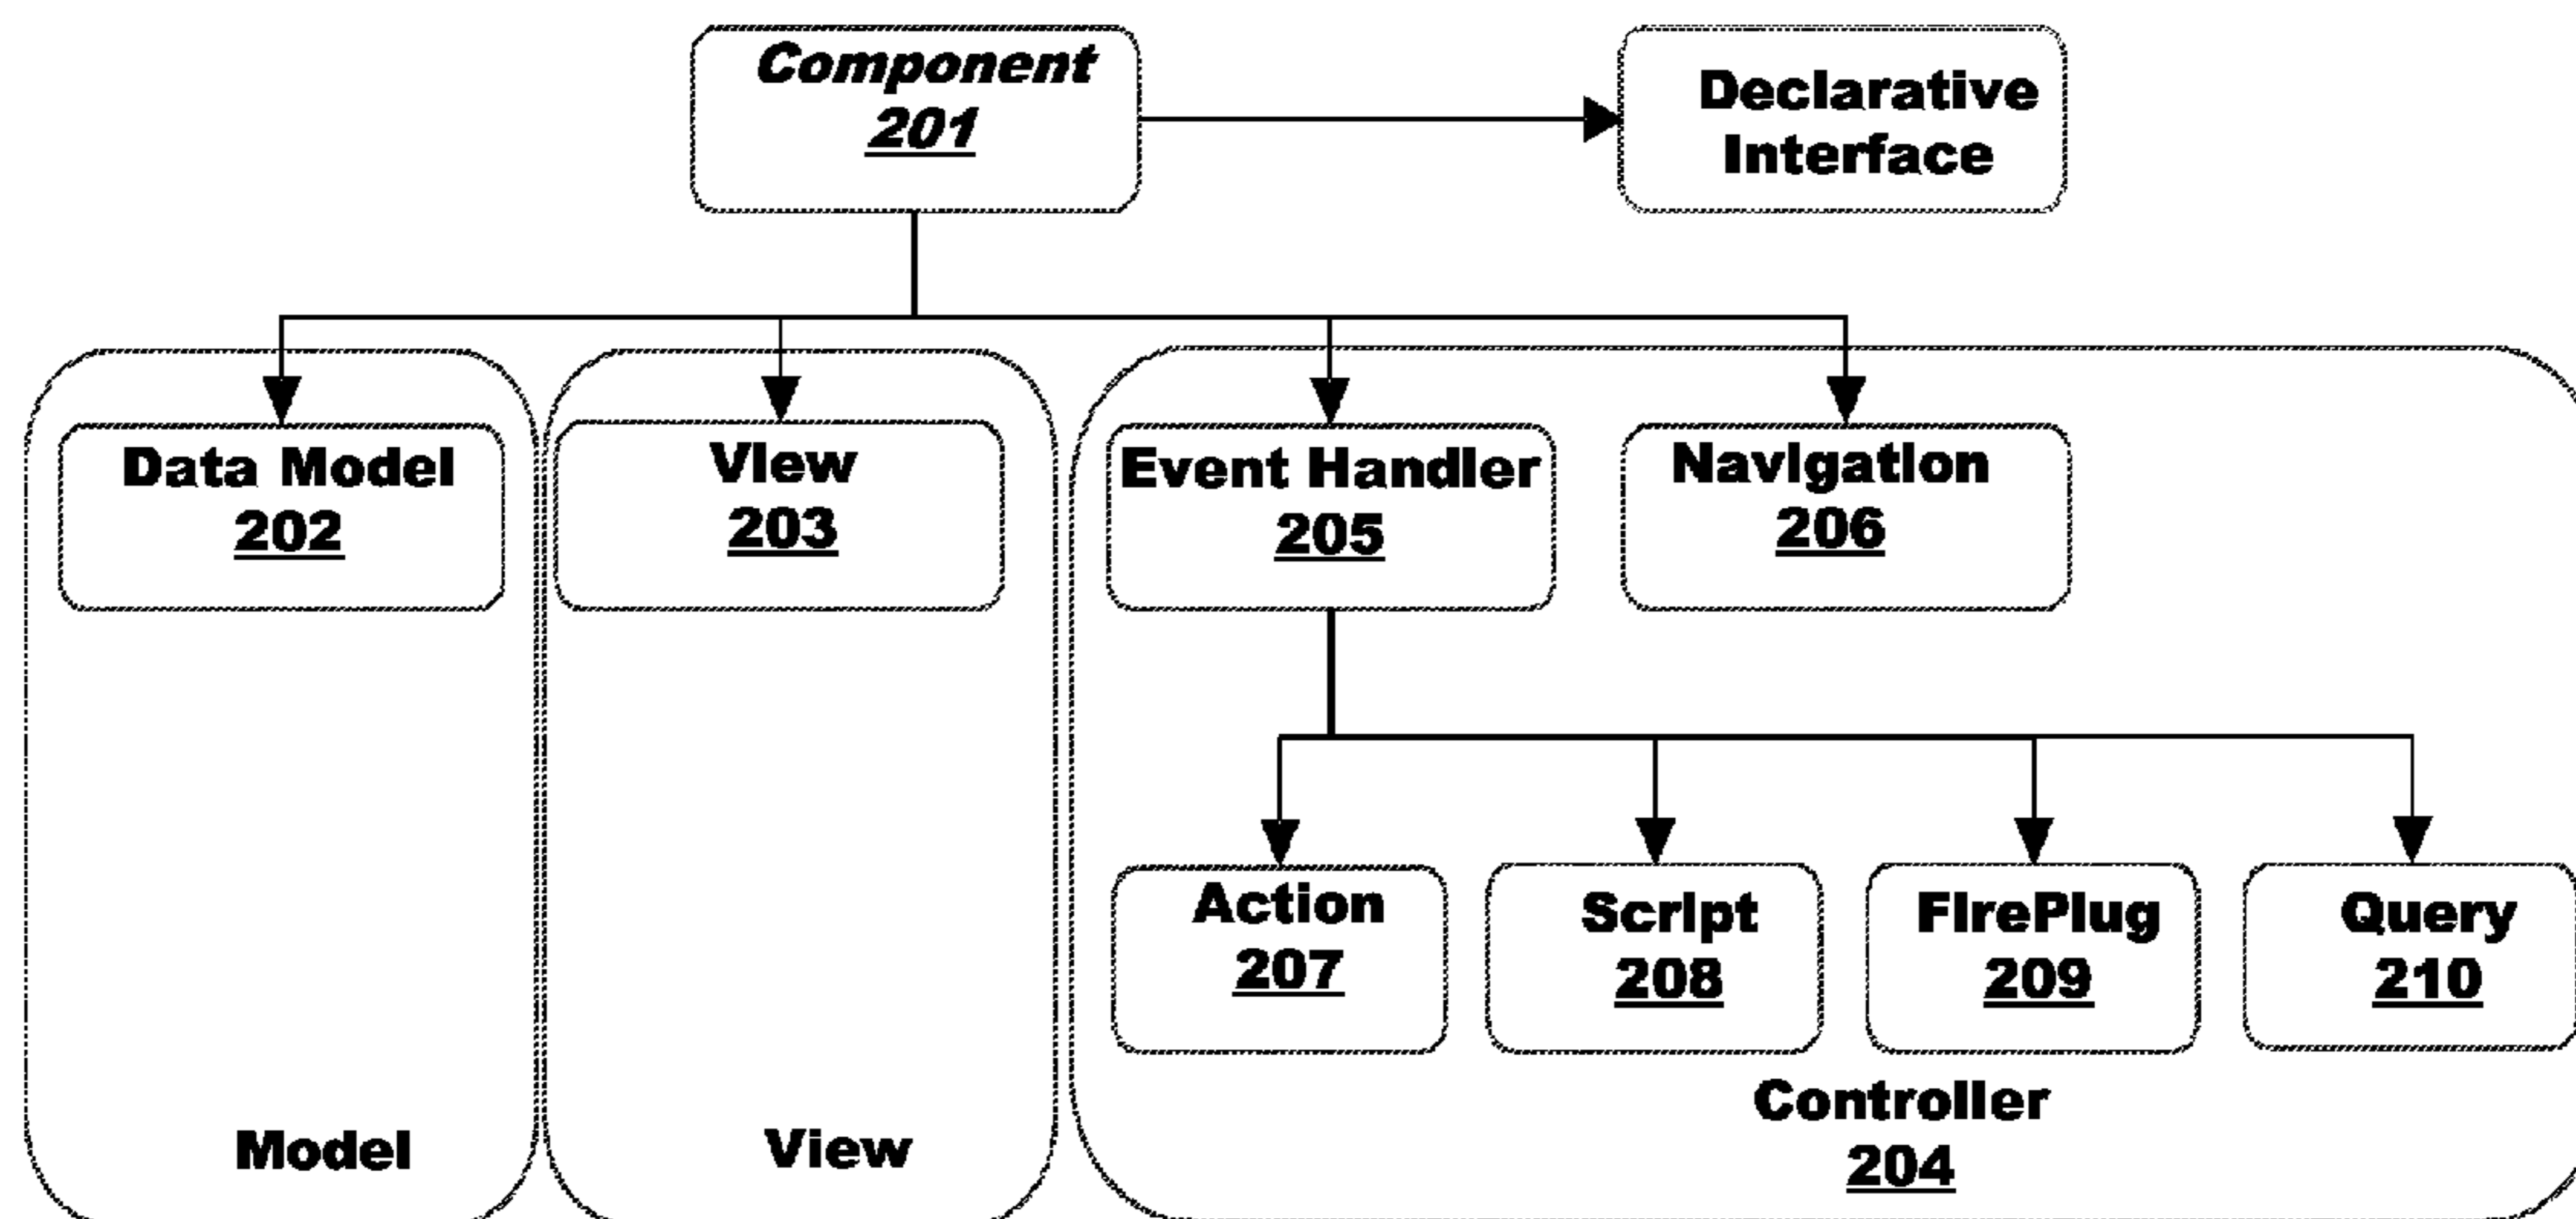 Component
201
Declarative
Interface
Data Model
202
View
203
Event Handler
205
Navigation
206
Action
207
Script
208
FirePlug
209
Query
210
Model
View
Controller
204